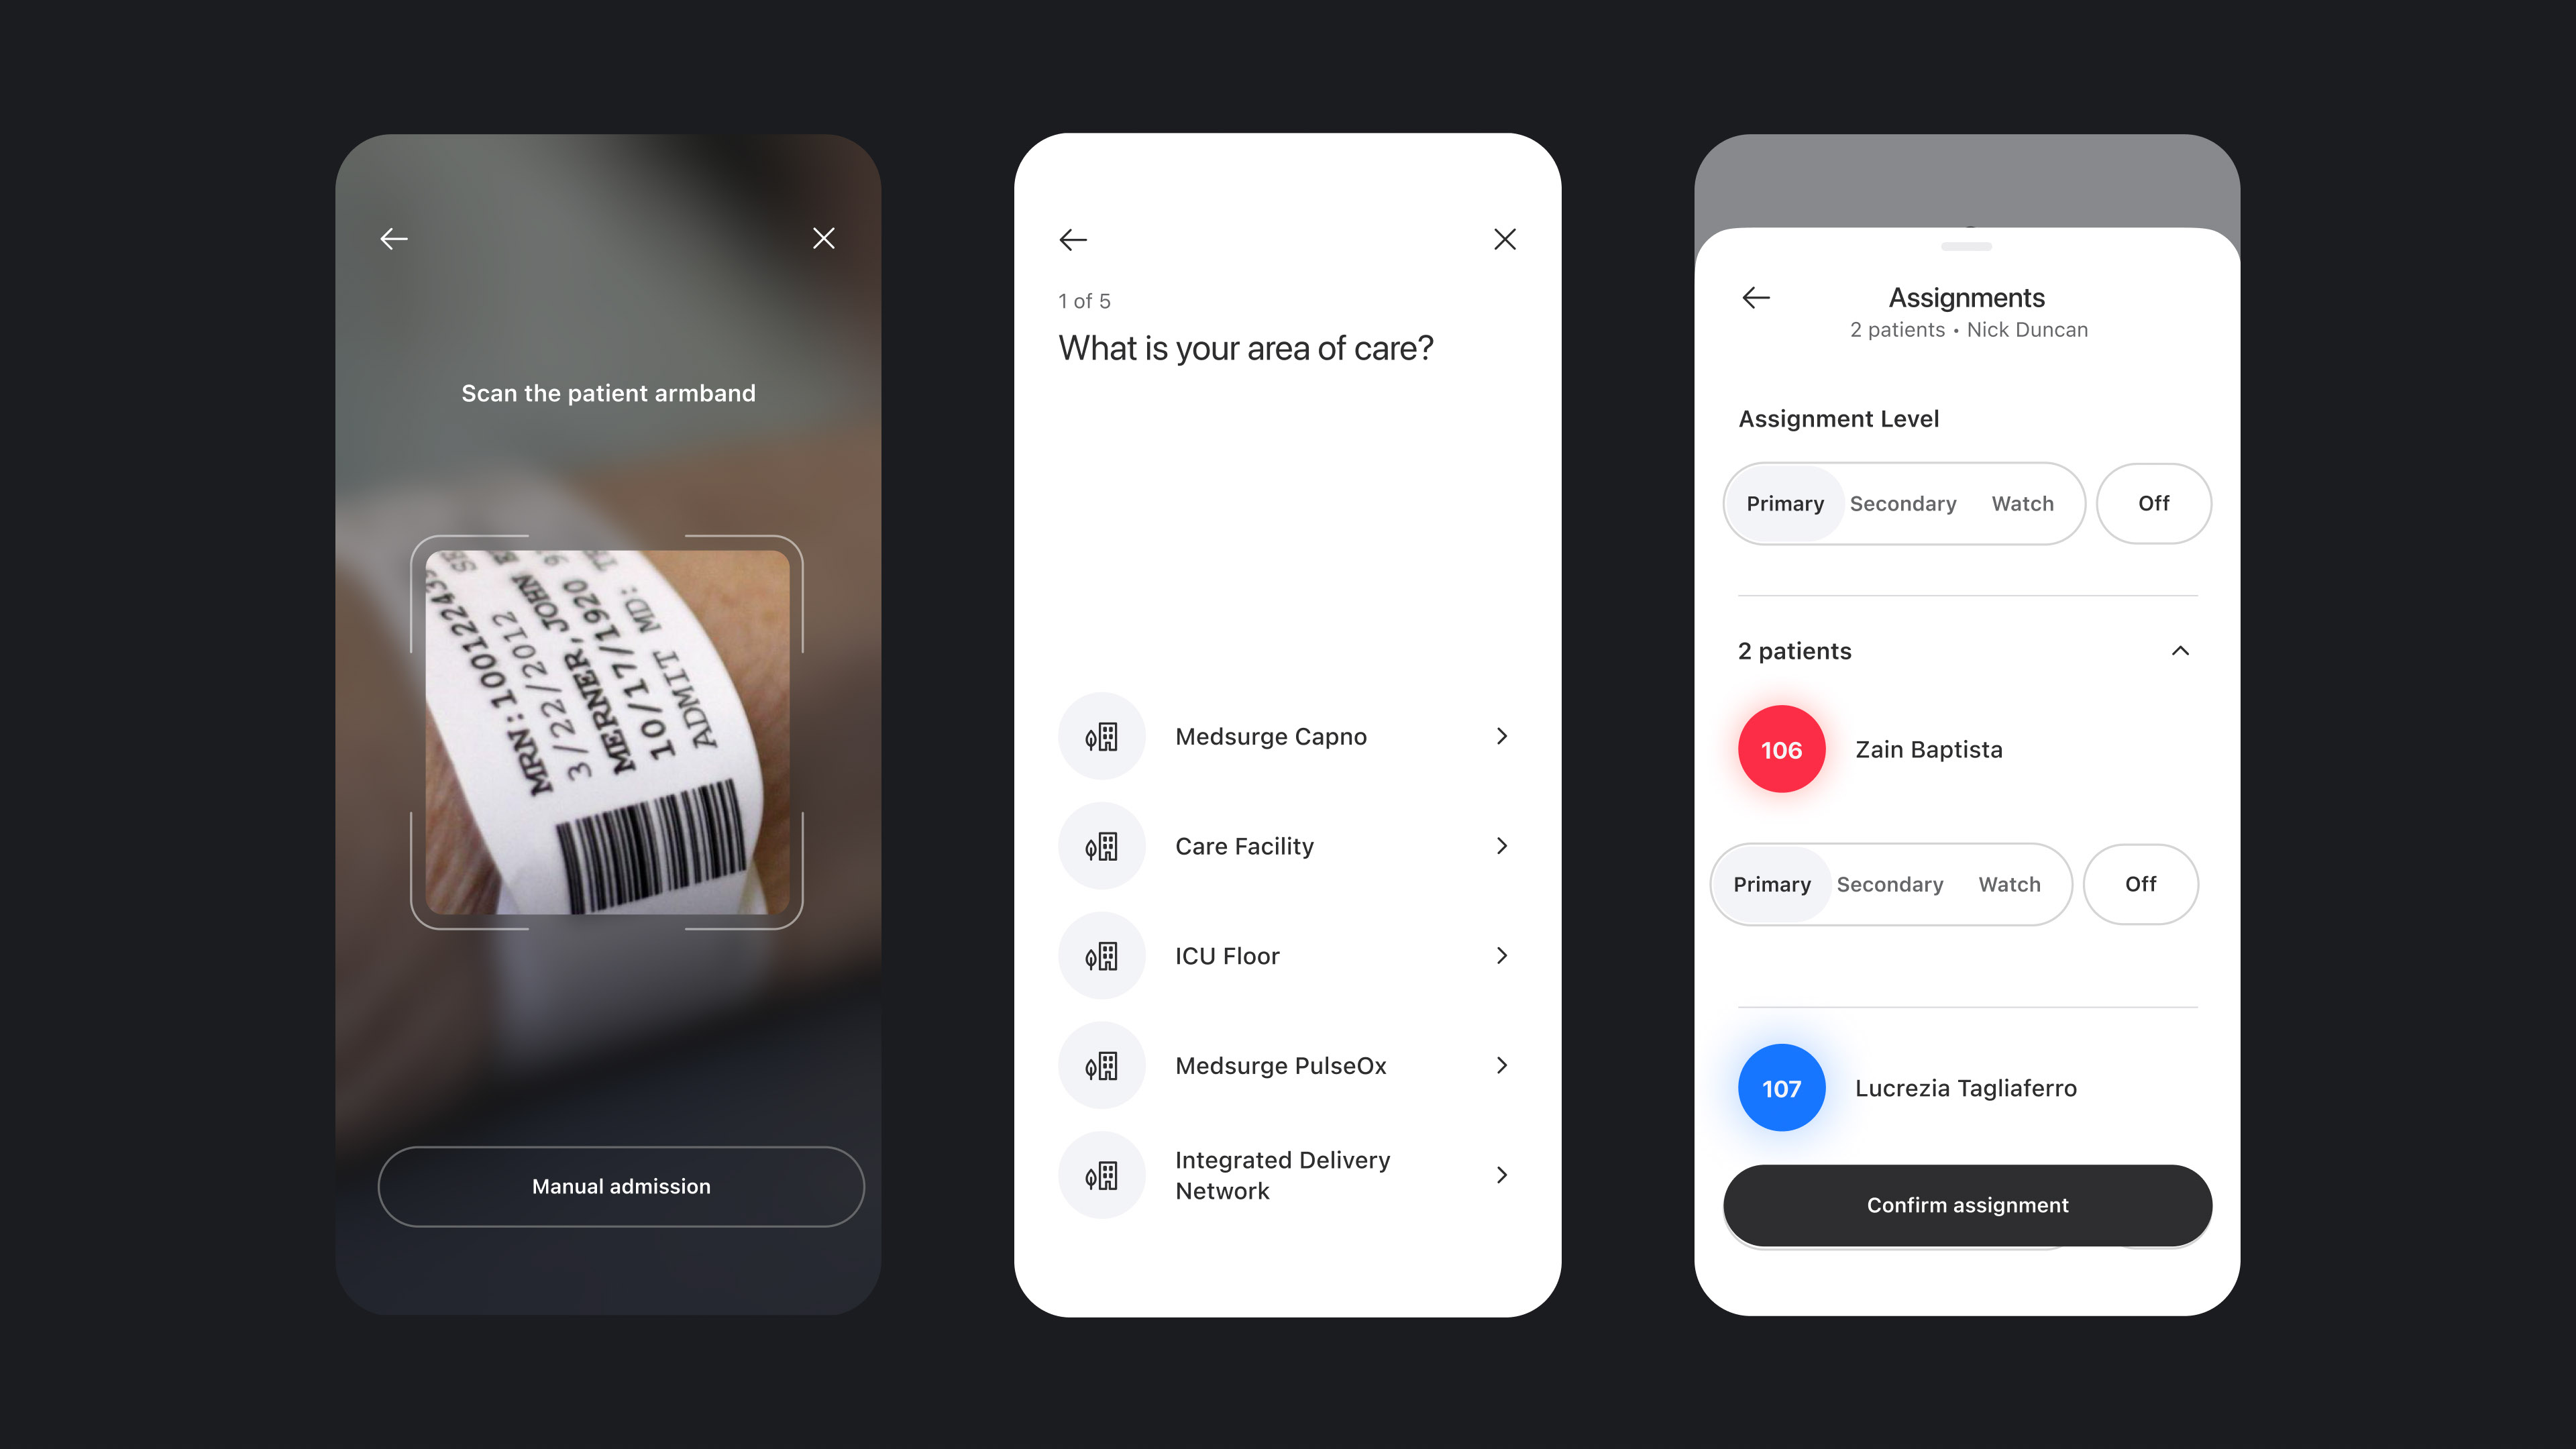 Scan the patient armband
MRN: 100122435
3/22/2012
MERNER, JOHN
10/17/1920
ADMIT MD:
Manual admission
1 of 5
What is your area of care?
Medsurge Capno
Care Facility
ICU Floor
Medsurge PulseOx
Integrated Delivery
Network
Assignments
2 patients • Nick Duncan
Assignment Level
Primary Secondary Watch Off
2 patients
106 Zain Baptista
Primary Secondary Watch Off
107 Lucrezia Tagliaferro
Confirm assignment